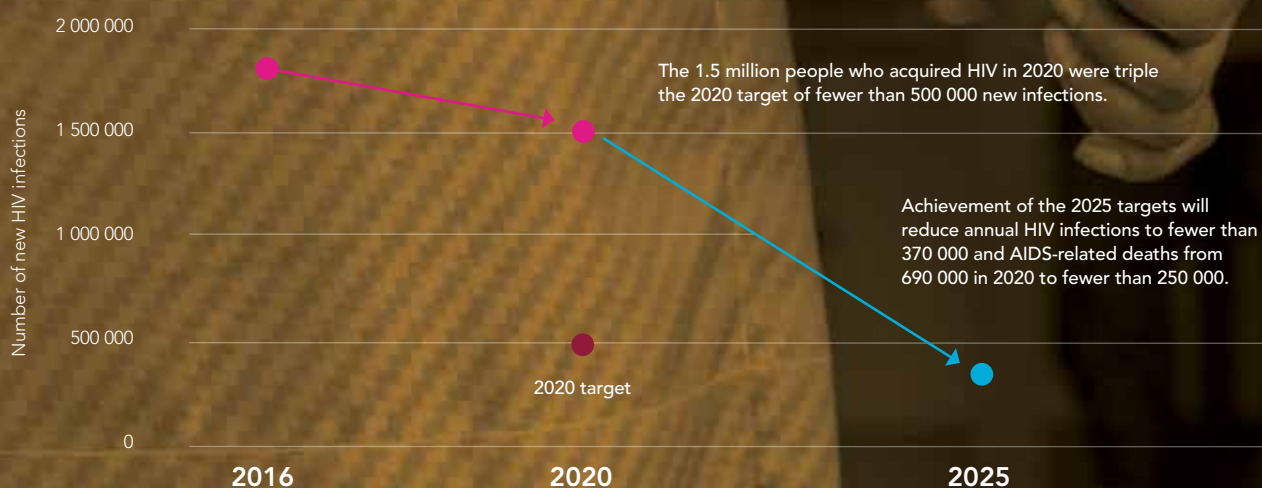 2 000 000
The 1.5 million people who acquired HIV in 2020 were triple
the 2020 target of fewer than 500 000 new infections.
1 500 000
Number of new HIV infections
Achievement of the 2025 targets will
reduce annual HIV infections to fewer than
370 000 and AIDS-related deaths from
690 000 in 2020 to fewer than 250 000.
1 000 000
500 000
2020 target
0
2016
2020
2025